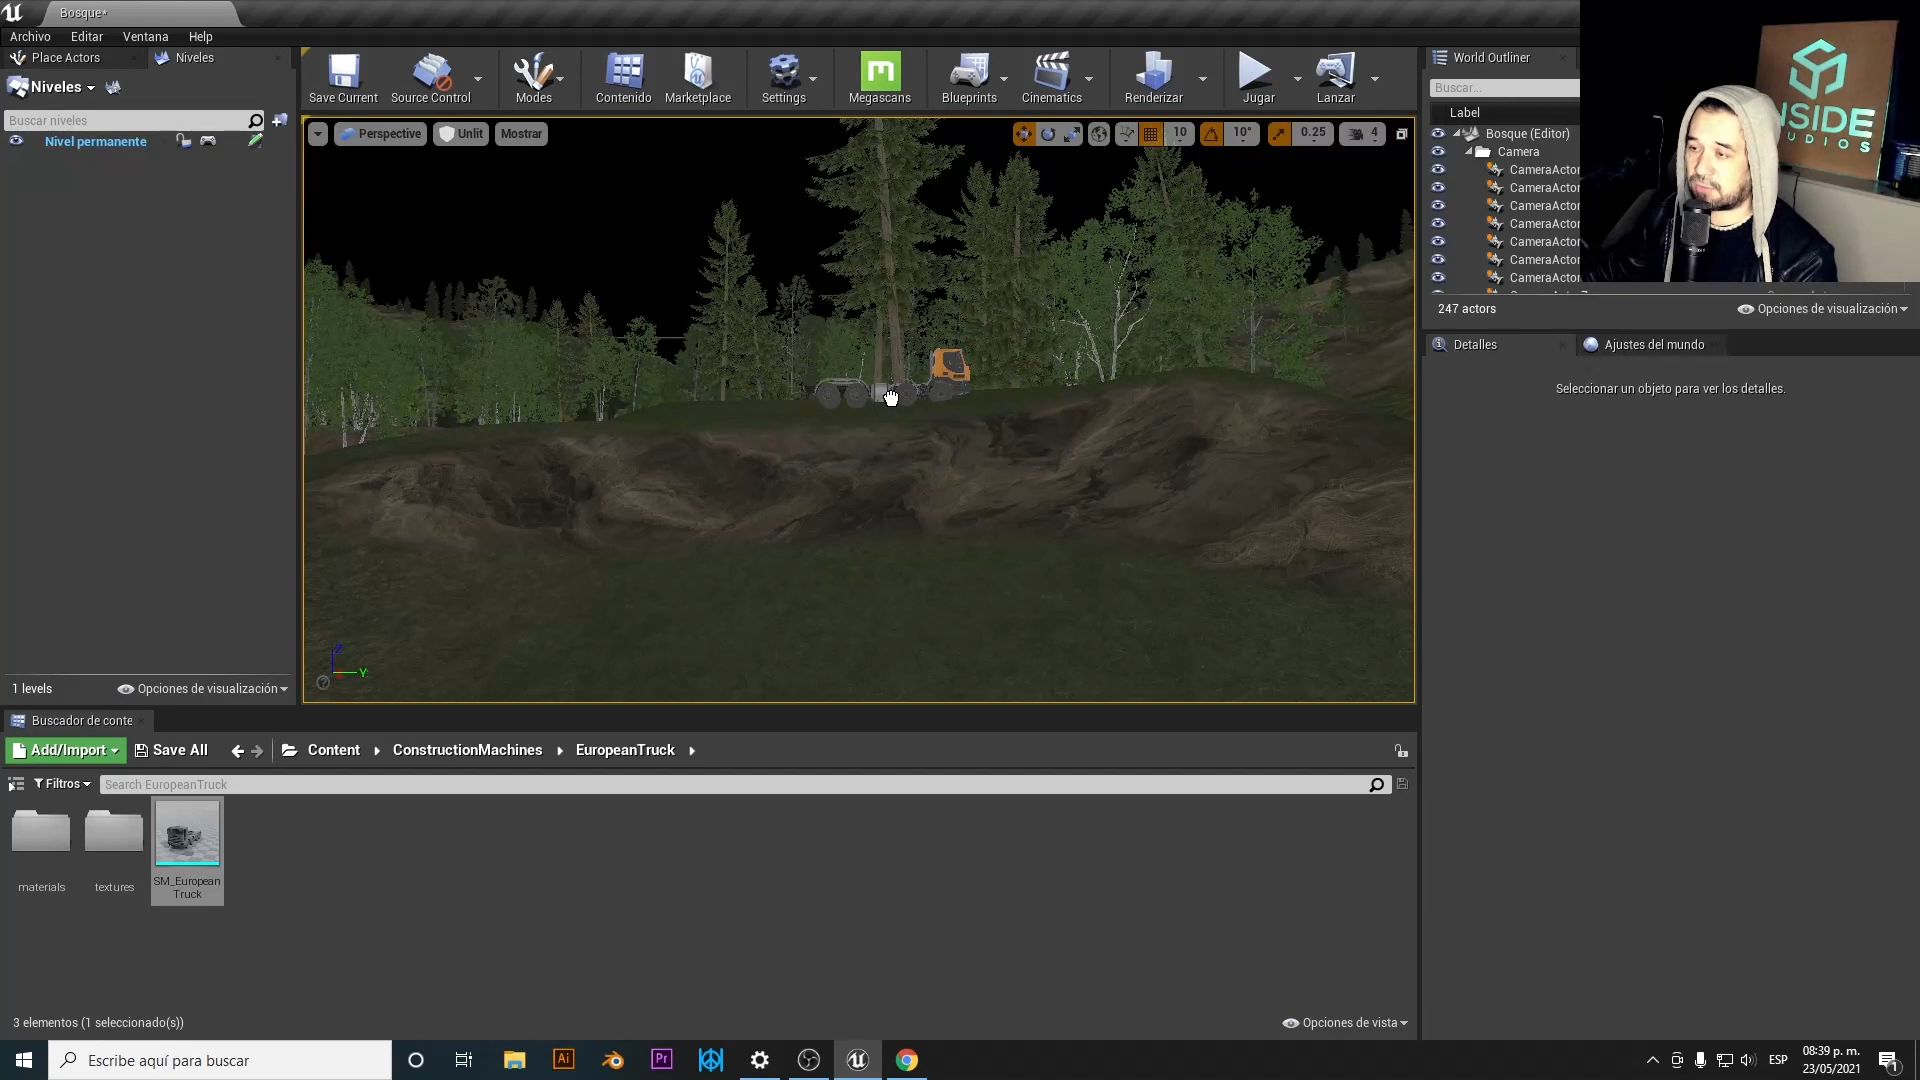 Bosque*
Archivo Editar Ventana Help
Place Actors Niveles
Niveles
Buscar niveles
Nivel permanente
1 levels Opciones de visualización
Save Current Source Control Modes Contenido Marketplace Settings Megascans Blueprints Cinematics Renderizar Jugar Lanzar
Perspective Unlit Mostrar 10 10° 0.25 4
Z
Y
World Outliner
Buscar...
Label
Bosque (Editor)
Camera
CameraActor
CameraActor
CameraActor
CameraActor
CameraActor
CameraActor
CameraActor
247 actors Opciones de visualización
Detalles Ajustes del mundo
Seleccionar un objeto para ver los detalles.
NSIDE
UDIOS
Buscador de conte
Add/Import Save All Content ConstructionMachines EuropeanTruck
Filtros Search EuropeanTruck
materials textures SM_European
Truck
3 elementos (1 seleccionado(s)) Opciones de vista
Escribe aquí para buscar Ai Pr ESP 08:39 p. m.
23/05/2021 1